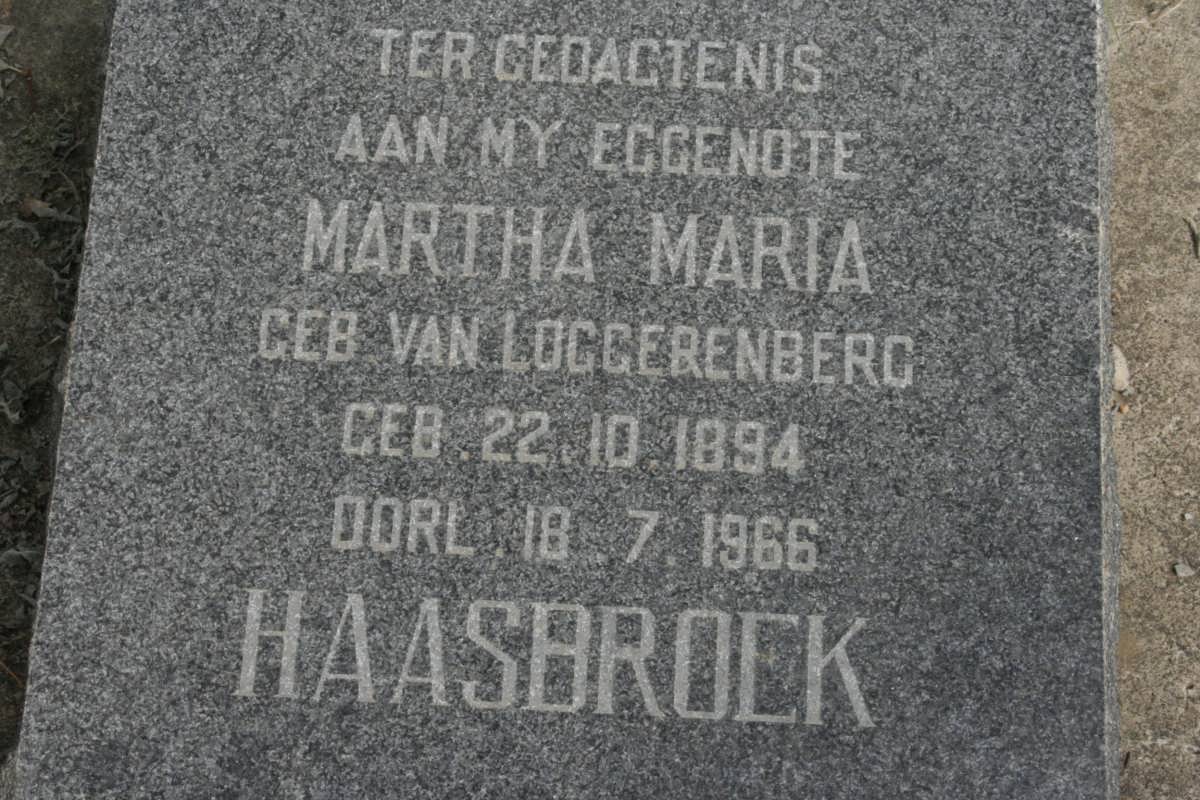 TER GEDAGTENIS
AAN MY EGGENOTE
MARTHA MARIA
GEB. VAN LOGGERENBERG
GEB. 22.10.1894
OORL. 18.7.1966
HAASBROEK